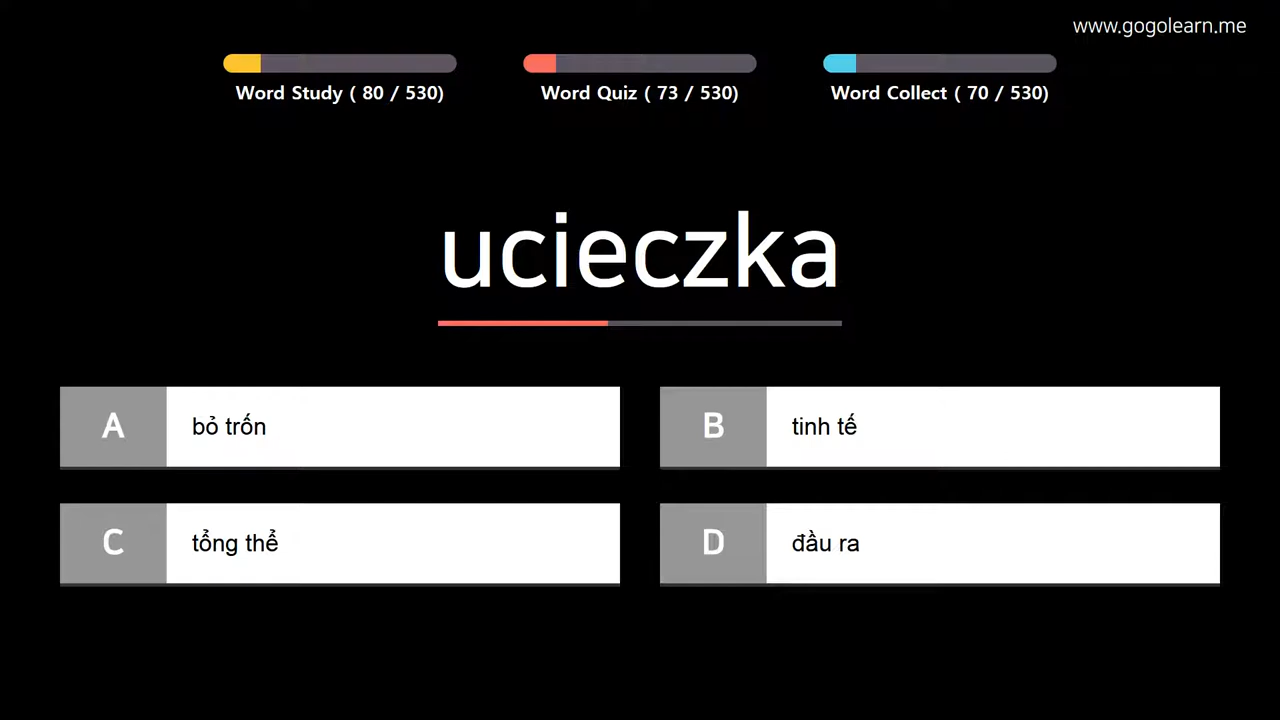 www.gogolearn.me
Word Study ( 80 / 530)
Word Quiz ( 73 / 530)
Word Collect ( 70 / 530)
ucieczka
A bỏ trốn
B tinh tế
C tổng thể
D đầu ra